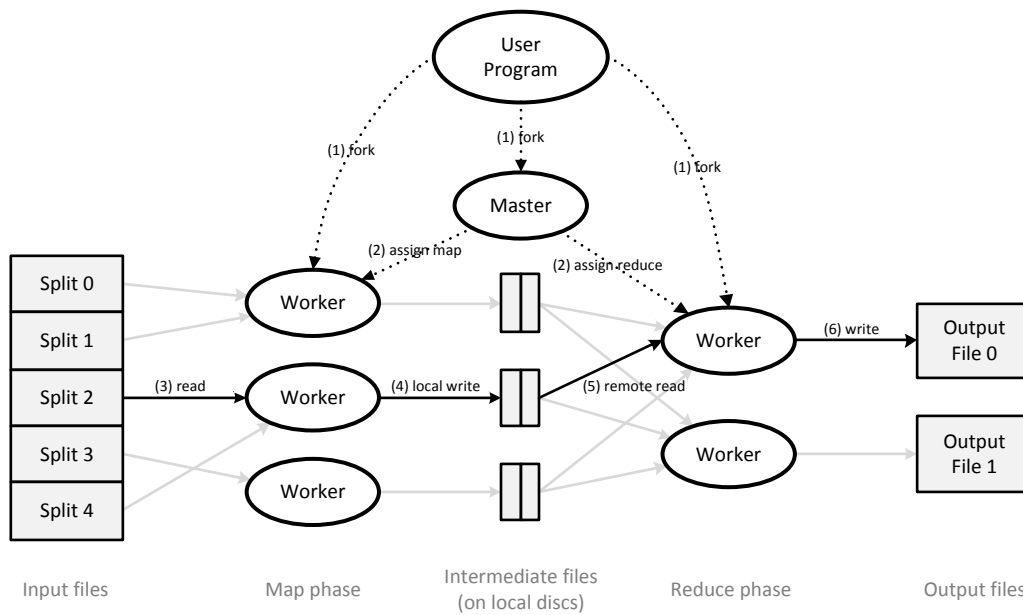 User
Program
(1) fork
(1) fork
(1) fork
Master
(2) assign map
(2) assign reduce
Split 0
Split 1
Split 2
Split 3
Split 4
Worker
Worker
Worker
(3) read
(4) local write
(5) remote read
Worker
Worker
(6) write
Output
File 0
Output
File 1
Input files
Map phase
Intermediate files
(on local discs)
Reduce phase
Output files